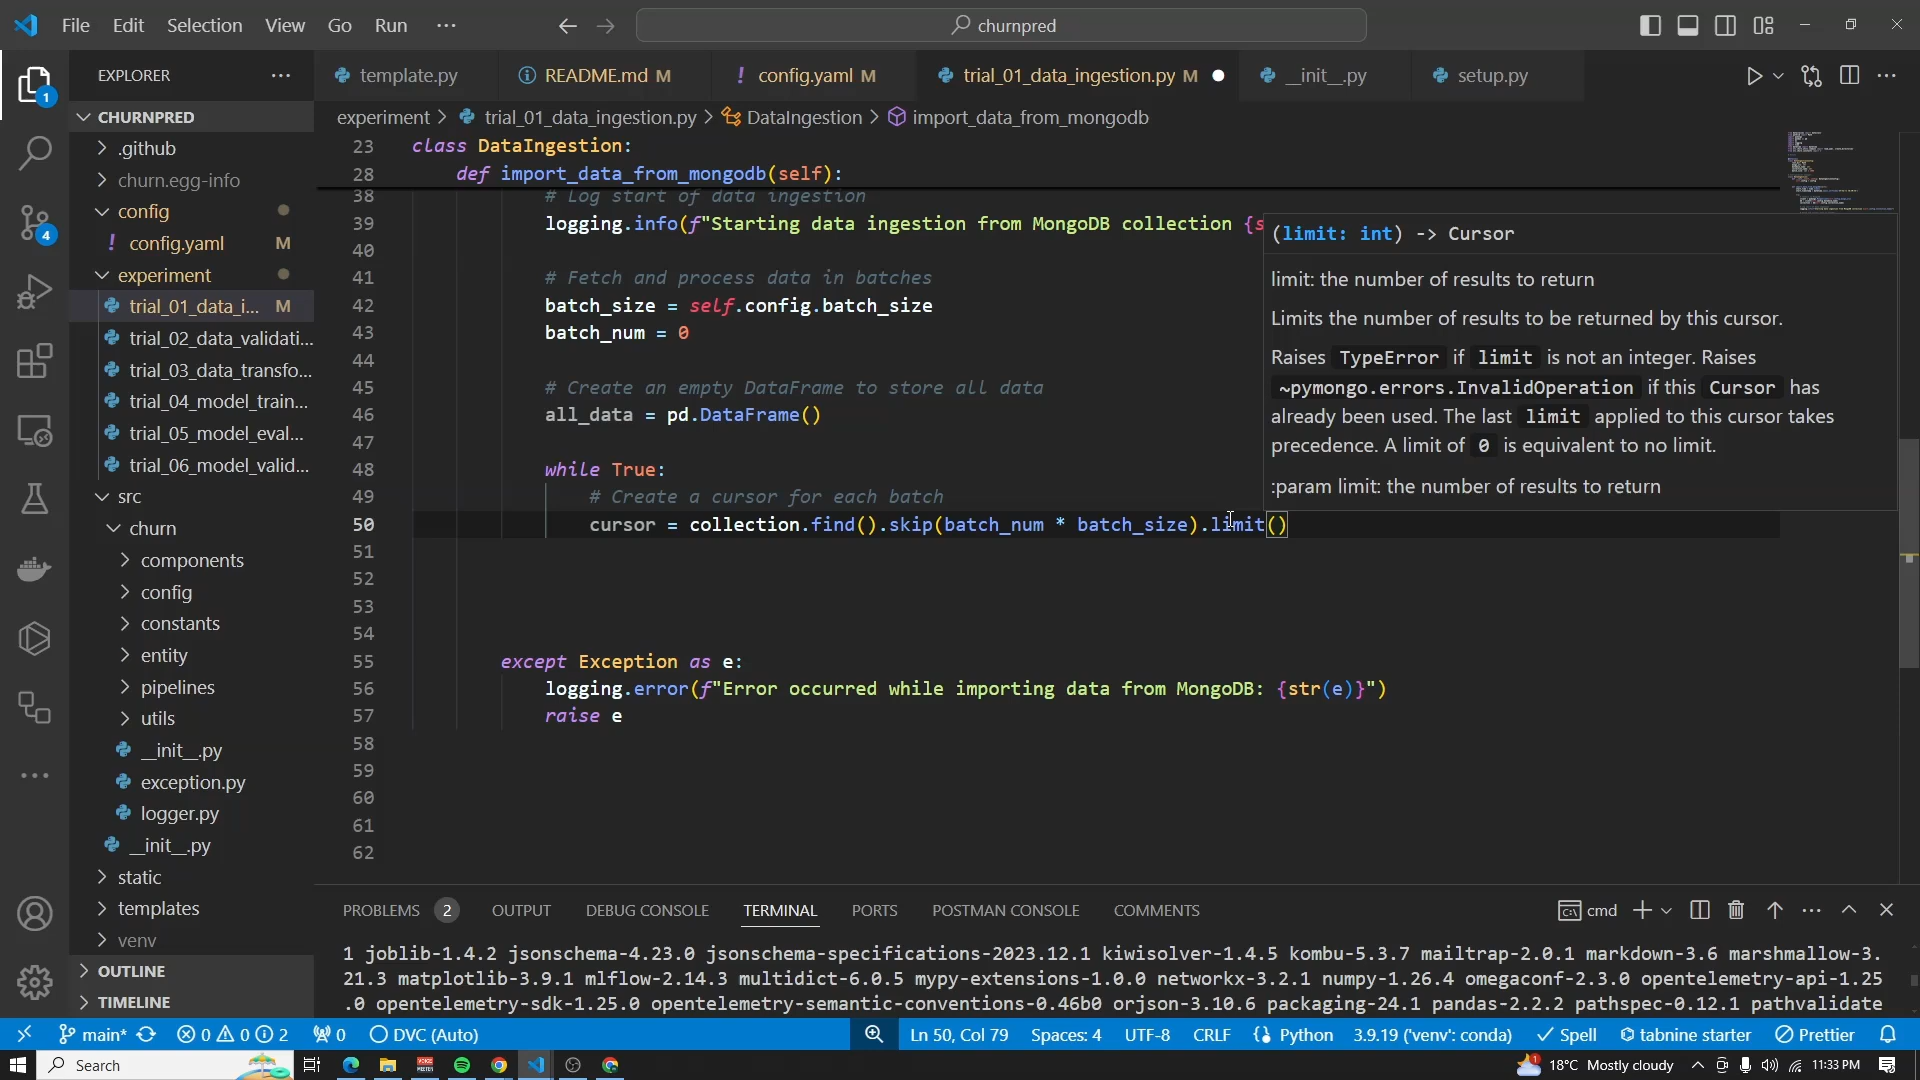 File Edit Selection View Go Run ···
churnpred
EXPLORER ···
template.py
README.md M
! config.yaml M
trial_01_data_ingestion.py M
__init__.py
setup.py
CHURNPRED
.github
churn.egg-info
config
! config.yaml M
experiment
trial_01_data_i... M
trial_02_data_validati...
trial_03_data_transfo...
trial_04_model_train...
trial_05_model_eval...
trial_06_model_valid...
src
churn
components
config
constants
entity
pipelines
utils
__init__.py
exception.py
logger.py
__init__.py
static
templates
venv
OUTLINE
TIMELINE
1
4
experiment > trial_01_data_ingestion.py > DataIngestion > import_data_from_mongodb
23 class DataIngestion:
28 def import_data_from_mongodb(self):
38 # Log start of data ingestion
39 logging.info(f"Starting data ingestion from MongoDB collection {s
40
41 # Fetch and process data in batches
42 batch_size = self.config.batch_size
43 batch_num = 0
44
45 # Create an empty DataFrame to store all data
46 all_data = pd.DataFrame()
47
48 while True:
49 # Create a cursor for each batch
50 cursor = collection.find().skip(batch_num * batch_size).limit()
51
52
53
54
55 except Exception as e:
56 logging.error(f"Error occurred while importing data from MongoDB: {str(e)}")
57 raise e
58
59
60
61
62
(limit: int) -> Cursor
limit: the number of results to return
Limits the number of results to be returned by this cursor.
Raises TypeError if limit is not an integer. Raises
~pymongo.errors.InvalidOperation if this Cursor has
already been used. The last limit applied to this cursor takes
precedence. A limit of 0 is equivalent to no limit.
:param limit: the number of results to return
PROBLEMS 2 OUTPUT DEBUG CONSOLE TERMINAL PORTS POSTMAN CONSOLE COMMENTS
cmd
1 joblib-1.4.2 jsonschema-4.23.0 jsonschema-specifications-2023.12.1 kiwisolver-1.4.5 kombu-5.3.7 mailtrap-2.0.1 markdown-3.6 marshmallow-3.
21.3 matplotlib-3.9.1 mlflow-2.14.3 multidict-6.0.5 mypy-extensions-1.0.0 networkx-3.2.1 numpy-1.26.4 omegaconf-2.3.0 opentelemetry-api-1.25
.0 opentelemetry-sdk-1.25.0 opentelemetry-semantic-conventions-0.46b0 orjson-3.10.6 packaging-24.1 pandas-2.2.2 pathspec-0.12.1 pathvalidate
main* 0 0 2 0 DVC (Auto) Ln 50, Col 79 Spaces: 4 UTF-8 CRLF Python 3.9.19 ('venv': conda) Spell tabnine starter Prettier
Search
18°C Mostly cloudy
11:33 PM